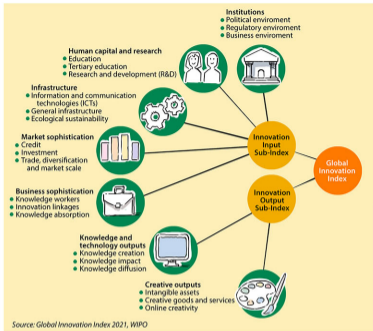 Institutions
Political enviroment
Regulatory enviroment
Business enviroment
Human capital and research
Education
Tertiary education
Research and development (R&D)
Infrastructure
Information and communication
technologies (ICTs)
General infrastructure
Ecological sustainability
Market sophistication
Credit
Investment
Trade, diversification
and market scale
Business sophistication
Knowledge workers
Innovation linkages
Knowledge absorption
Knowledge and
technology outputs
Knowledge creation
Knowledge impact
Knowledge diffusion
Creative outputs
Intangible assets
Creative goods and services
Online creativity
Innovation
Input
Sub-Index
Innovation
Output
Sub-Index
Global
Innovation
Index
Source: Global Innovation Index 2021, WIPO